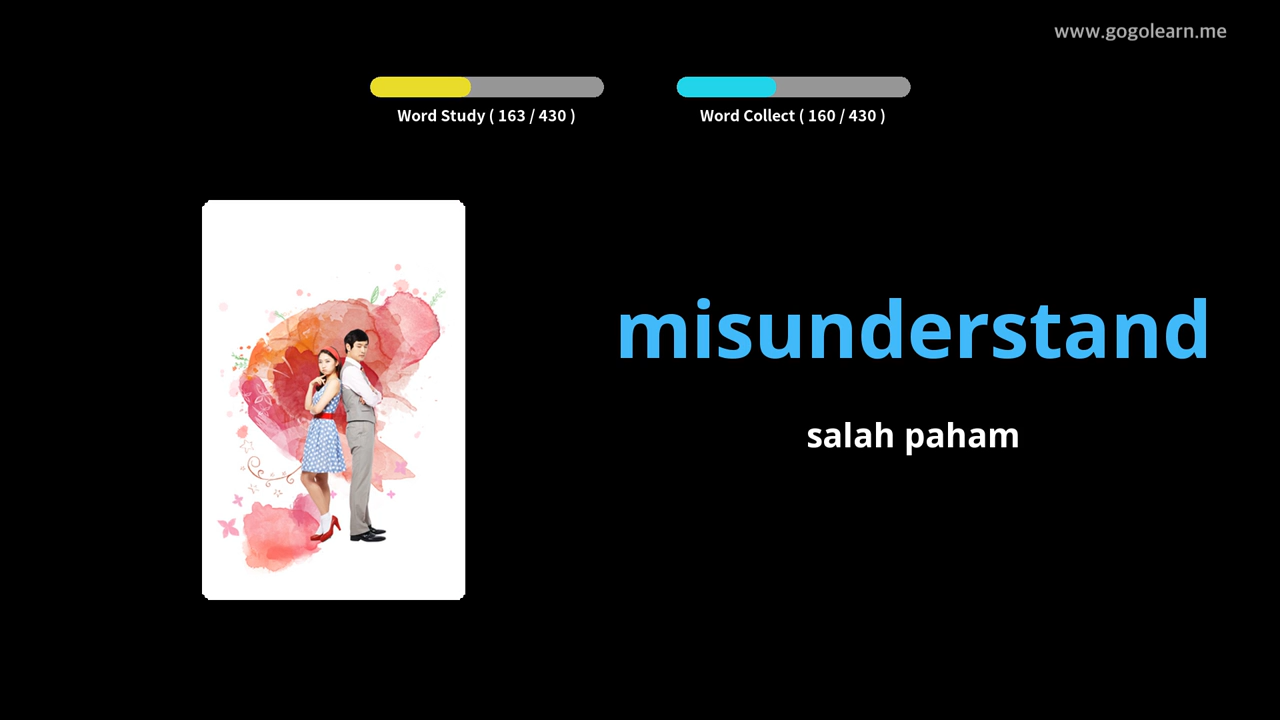 www.gogolearn.me
Word Study ( 163 / 430 )
Word Collect ( 160 / 430 )
misunderstand
salah paham